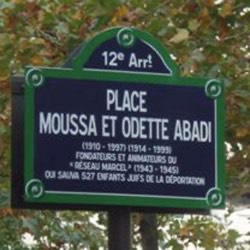 12e Arrt.
PLACE
MOUSSA ET ODETTE ABADI
(1910 - 1997) (1914 - 1999)
FONDATEURS ET ANIMATEURS DU
« RÉSEAU MARCEL » (1943 - 1945)
QUI SAUVA 527 ENFANTS JUIFS DE LA DÉPORTATION